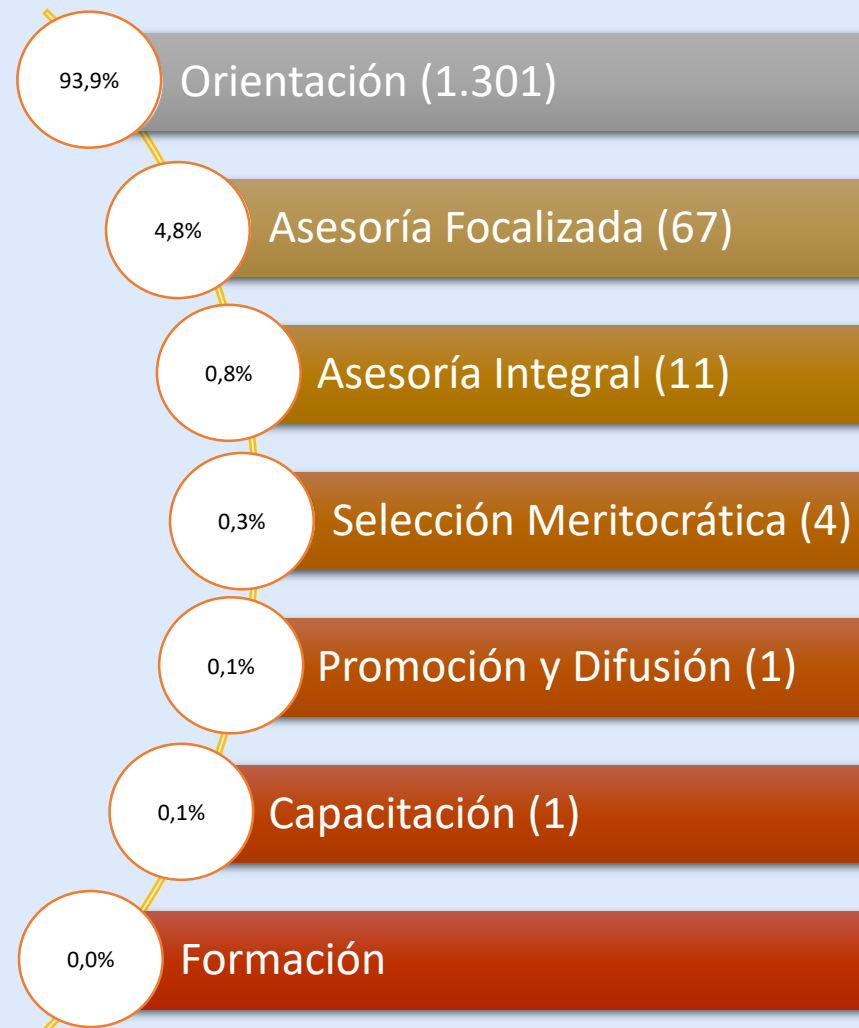 93,9%
Orientación (1.301)
4,8%
Asesoría Focalizada (67)
0,8%
Asesoría Integral (11)
0,3%
Selección Meritocrática (4)
0,1%
Promoción y Difusión (1)
0,1%
Capacitación (1)
0,0%
Formación